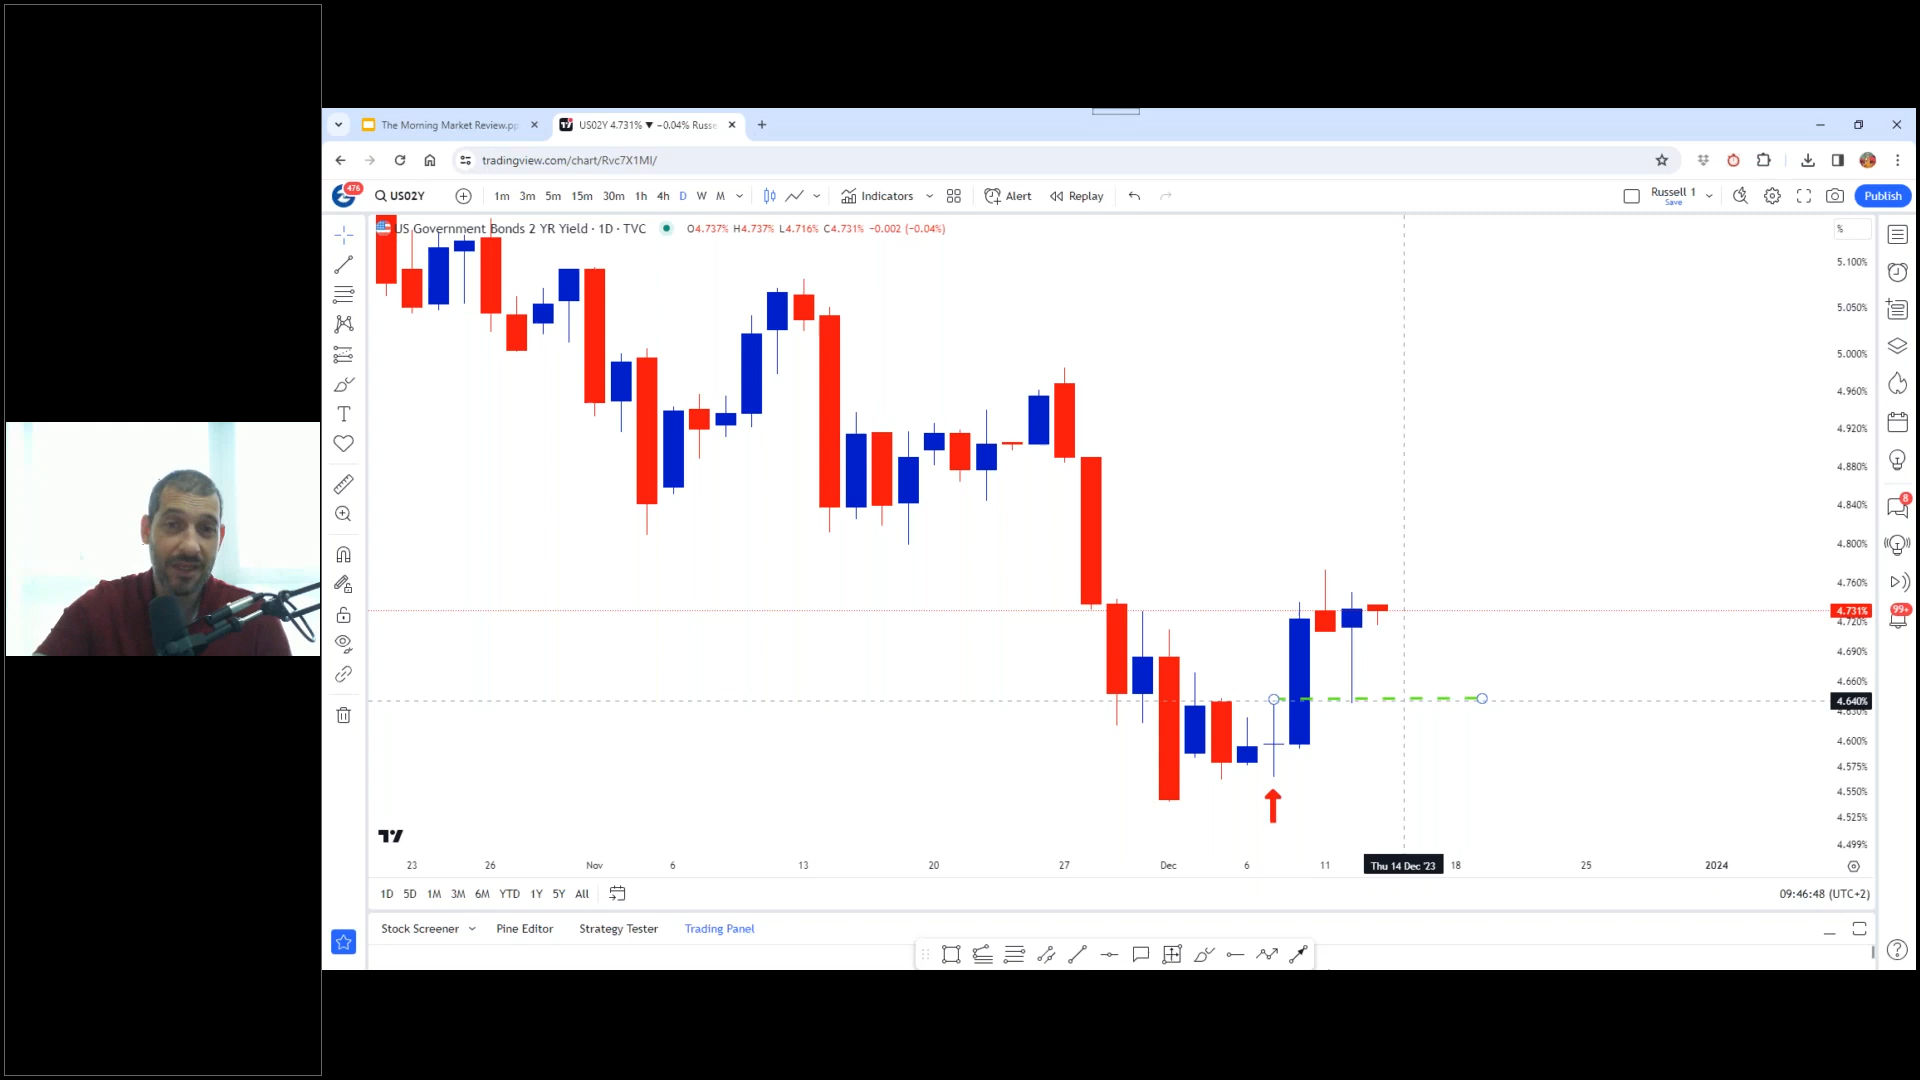 The Morning Market Review.pp
US02Y 4.731% ▼ −0.04% Russe
tradingview.com/chart/Rvc7X1MI/
476
US02Y
1m 3m 5m 15m 30m 1h 4h D W M
Indicators
Alert
Replay
Russell 1
Save
Publish
US Government Bonds 2 YR Yield · 1D · TVC
O4.737% H4.737% L4.716% C4.731% −0.002 (−0.04%)
%
5.100%
5.050%
5.000%
4.960%
4.920%
4.880%
4.840%
4.800%
4.760%
4.731%
4.720%
4.690%
4.660%
4.640%
4.630%
4.600%
4.575%
4.550%
4.525%
4.499%
8
99+
23 26 Nov 6 13 20 27 Dec 6 11 Thu 14 Dec '23 18 25 2024
1D 5D 1M 3M 6M YTD 1Y 5Y All
09:46:48 (UTC+2)
Stock Screener Pine Editor Strategy Tester Trading Panel